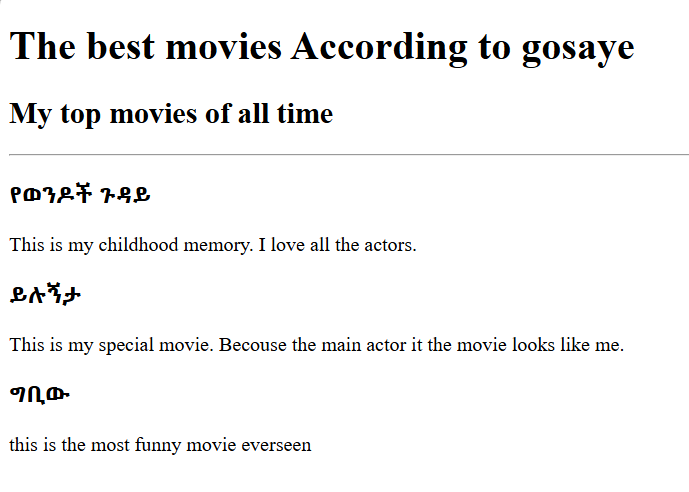 The best movies According to gosaye
My top movies of all time
የወንዶች ጉዳይ
This is my childhood memory. I love all the actors.
ይሉኝታ
This is my special movie. Becouse the main actor it the movie looks like me.
ግቢው
this is the most funny movie everseen